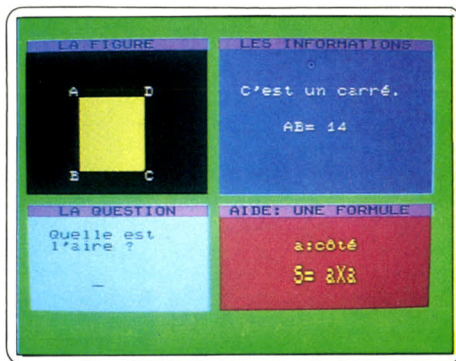 LA FIGURE
A D
B C
LES INFORMATIONS
C'est un carré.
AB= 14
LA QUESTION
Quelle est
l'aire ?
_
AIDE: UNE FORMULE
a:côté
S= aXa